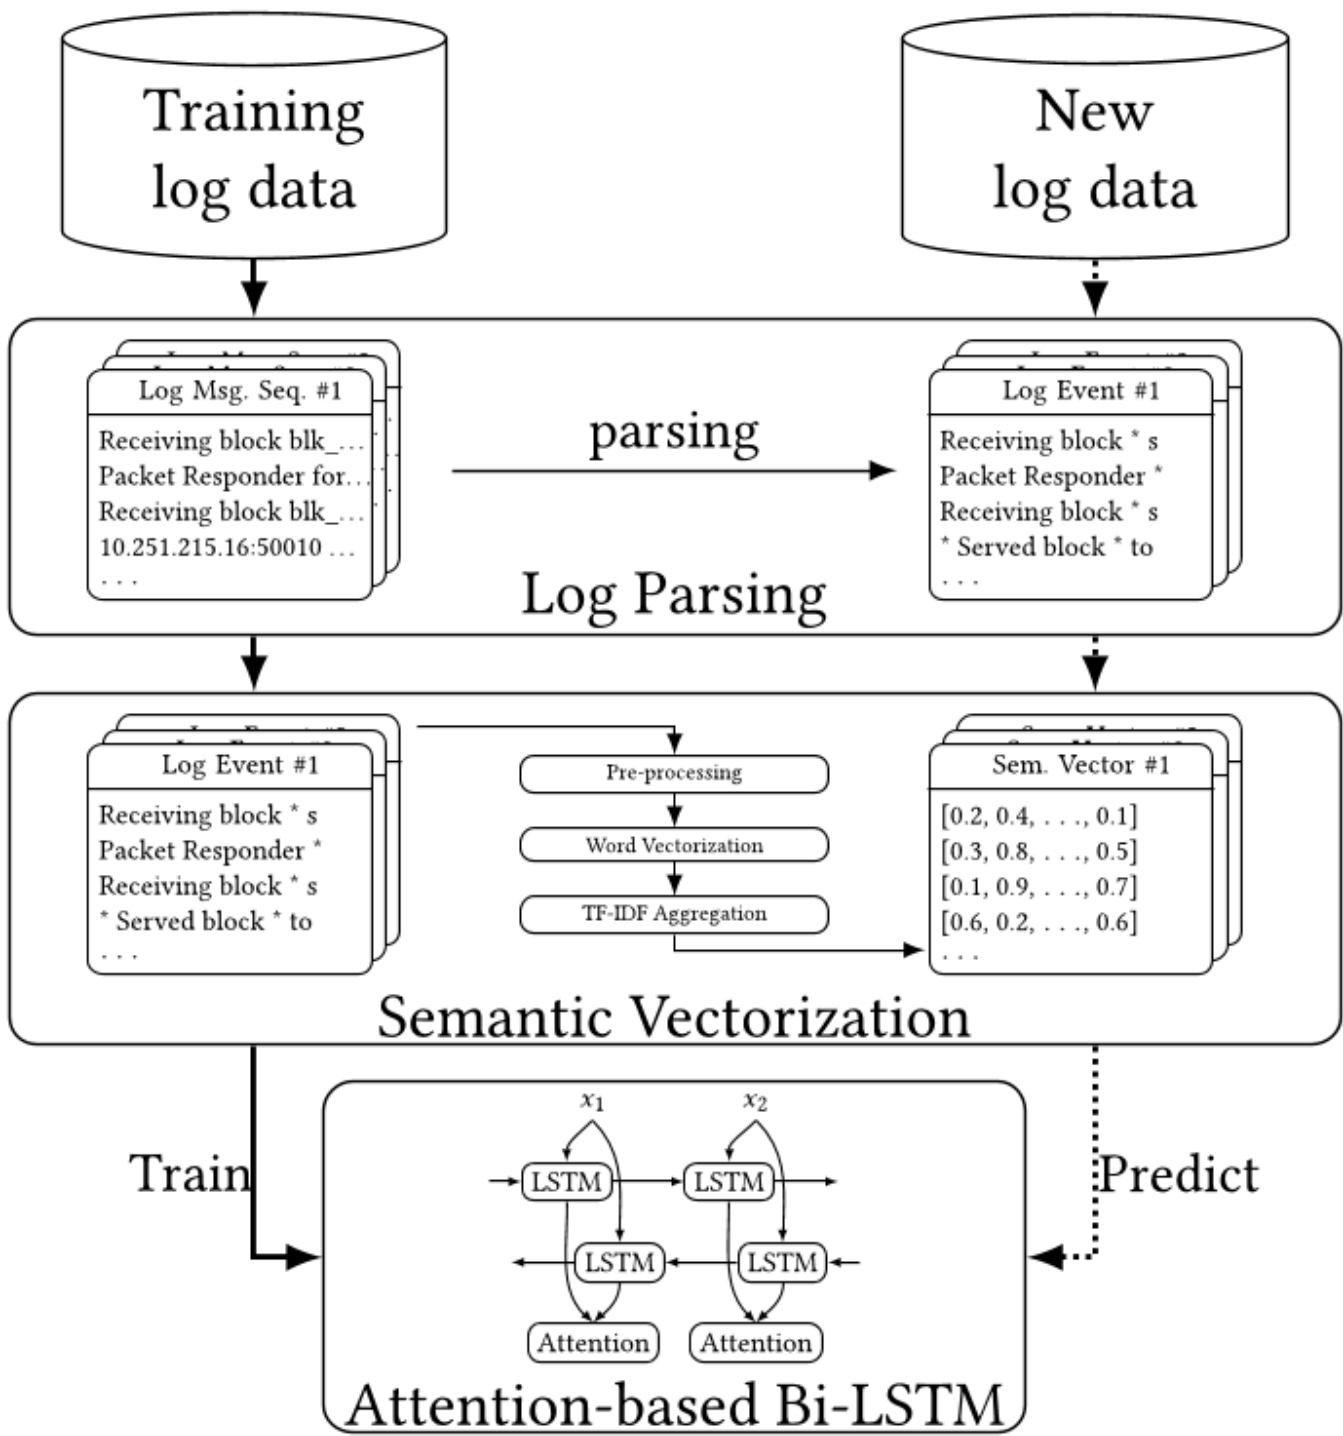 Training
log data
New
log data
Log Msg. Seq. #1
Receiving block blk_...
Packet Responder for...
Receiving block blk_...
10.251.215.16:50010 ...
. . .
parsing
Log Event #1
Receiving block * s
Packet Responder *
Receiving block * s
* Served block * to
. . .
Log Parsing
Log Event #1
Receiving block * s
Packet Responder *
Receiving block * s
* Served block * to
. . .
Pre-processing
Word Vectorization
TF-IDF Aggregation
Sem. Vector #1
[0.2, 0.4, . . ., 0.1]
[0.3, 0.8, . . ., 0.5]
[0.1, 0.9, . . ., 0.7]
[0.6, 0.2, . . ., 0.6]
. . .
Semantic Vectorization
Train
Predict
x1
x2
LSTM
LSTM
LSTM
LSTM
Attention
Attention
Attention-based Bi-LSTM